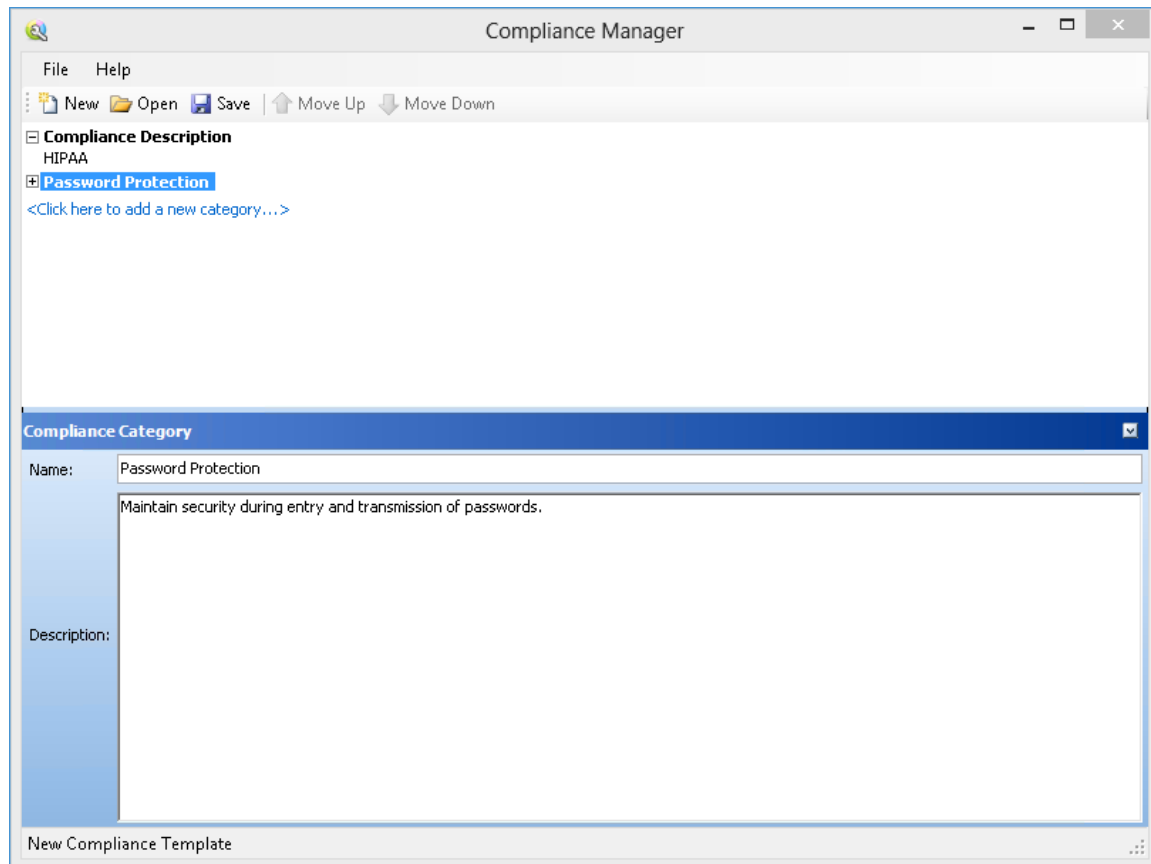 Compliance Manager
File Help
New Open Save Move Up Move Down
Compliance Description
HIPAA
Password Protection
<Click here to add a new category...>
Compliance Category
Name: Password Protection
Maintain security during entry and transmission of passwords.
Description:
New Compliance Template